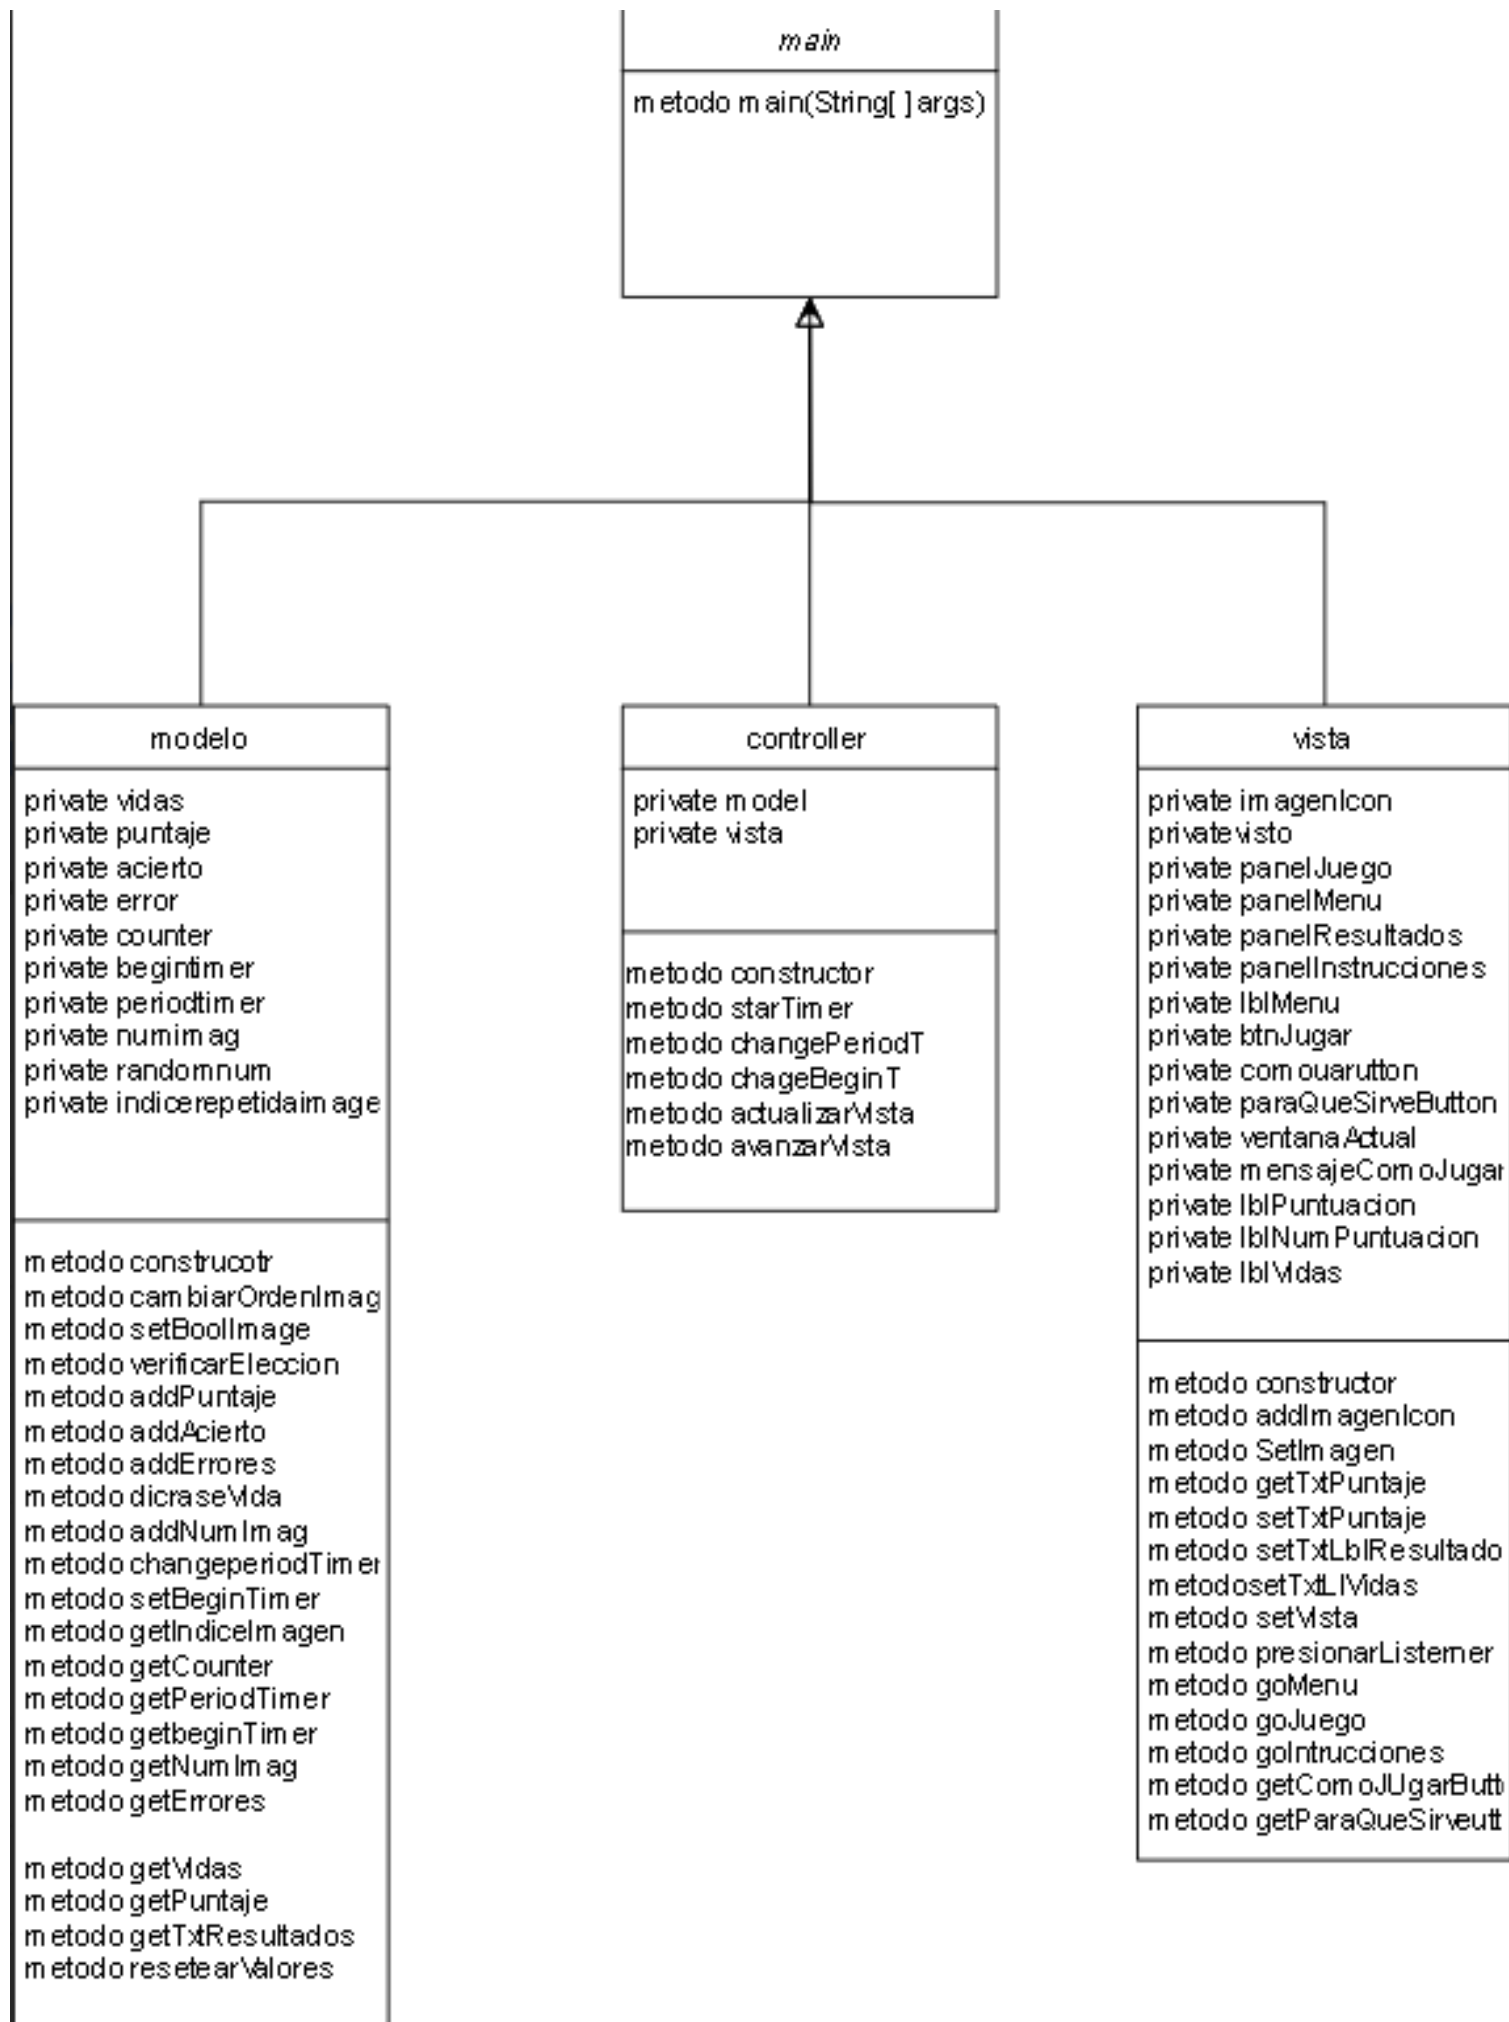 main
metodo main(String[ ] args)
modelo
private vidas
private puntaje
private acierto
private error
private counter
private begintimer
private periodtimer
private numimag
private randomnum
private indicerepetidaimage
metodo construcotr
metodo cambiarOrdenImag
metodo setBoolImage
metodo verificarEleccion
metodo addPuntaje
metodo addAcierto
metodo addErrores
metodo dicraseVida
metodo addNumImag
metodo changeperiodTimer
metodo setBeginTimer
metodo getIndiceImagen
metodo getCounter
metodo getPeriodTimer
metodo getbeginTimer
metodo getNumImag
metodo getErrores
metodo getVidas
metodo getPuntaje
metodo getTxtResultados
metodo resetearValores
controller
private model
private vista
metodo constructor
metodo starTimer
metodo changePeriodT
metodo chageBeginT
metodo actualizarVista
metodo avanzarVista
vista
private imagenIcon
privatevisto
private panelJuego
private panelMenu
private panelResultados
private panelInstrucciones
private lblMenu
private btnJugar
private comouarutton
private paraQueSirveButton
private ventanaActual
private mensajeComoJugar
private lblPuntuacion
private lblNumPuntuacion
private lblVidas
metodo constructor
metodo addImagenIcon
metodo SetImagen
metodo getTxtPuntaje
metodo setTxtPuntaje
metodo setTxtLblResultado
metodosetTxtLlVidas
metodo setVista
metodo presionarListerner
metodo goMenu
metodo goJuego
metodo goIntrucciones
metodo getComoJUgarButt
metodo getParaQueSirveutt